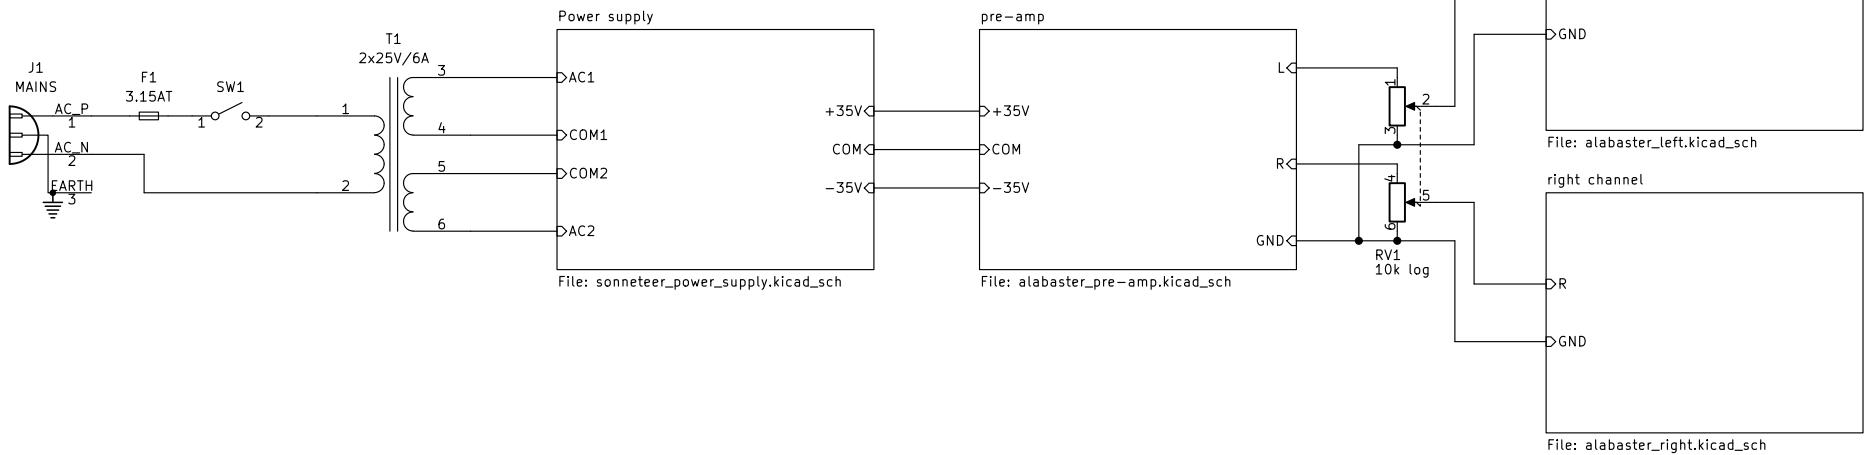 J1
MAINS
AC_P
1
AC_N
2
EARTH
3
F1
3.15AT
SW1
1
2
T1
2x25V/6A
1
2
3
4
5
6
Power supply
AC1
COM1
COM2
AC2
+35V
COM
-35V
File: sonneteer_power_supply.kicad_sch
pre-amp
+35V
COM
-35V
L
R
GND
File: alabaster_pre-amp.kicad_sch
1
2
3
4
5
6
RV1
10k log
GND
File: alabaster_left.kicad_sch
right channel
R
GND
File: alabaster_right.kicad_sch